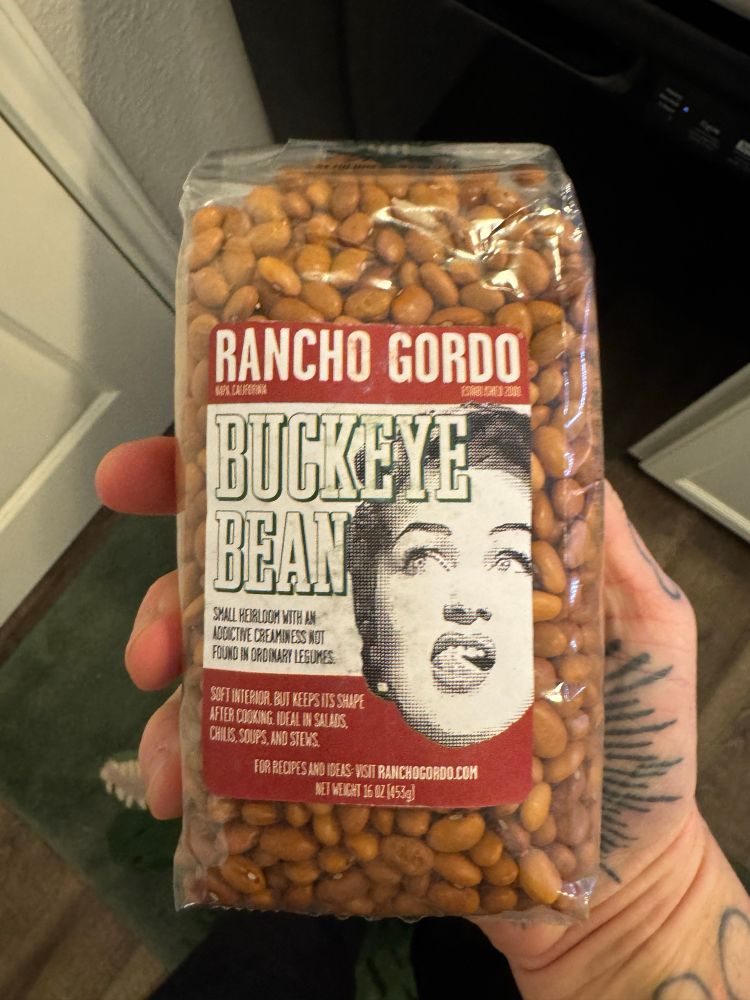 RANCHO GORDO
NAPA, CALIFORNIA ESTABLISHED 2000
BUCKEYE
BEAN
SMALL HEIRLOOM WITH AN
ADDICTIVE CREAMINESS NOT
FOUND IN ORDINARY LEGUMES.
SOFT INTERIOR, BUT KEEPS ITS SHAPE
AFTER COOKING. IDEAL IN SALADS,
CHILIS, SOUPS, AND STEWS.
FOR RECIPES AND IDEAS: VISIT RANCHOGORDO.COM
NET WEIGHT 16 OZ (453g)